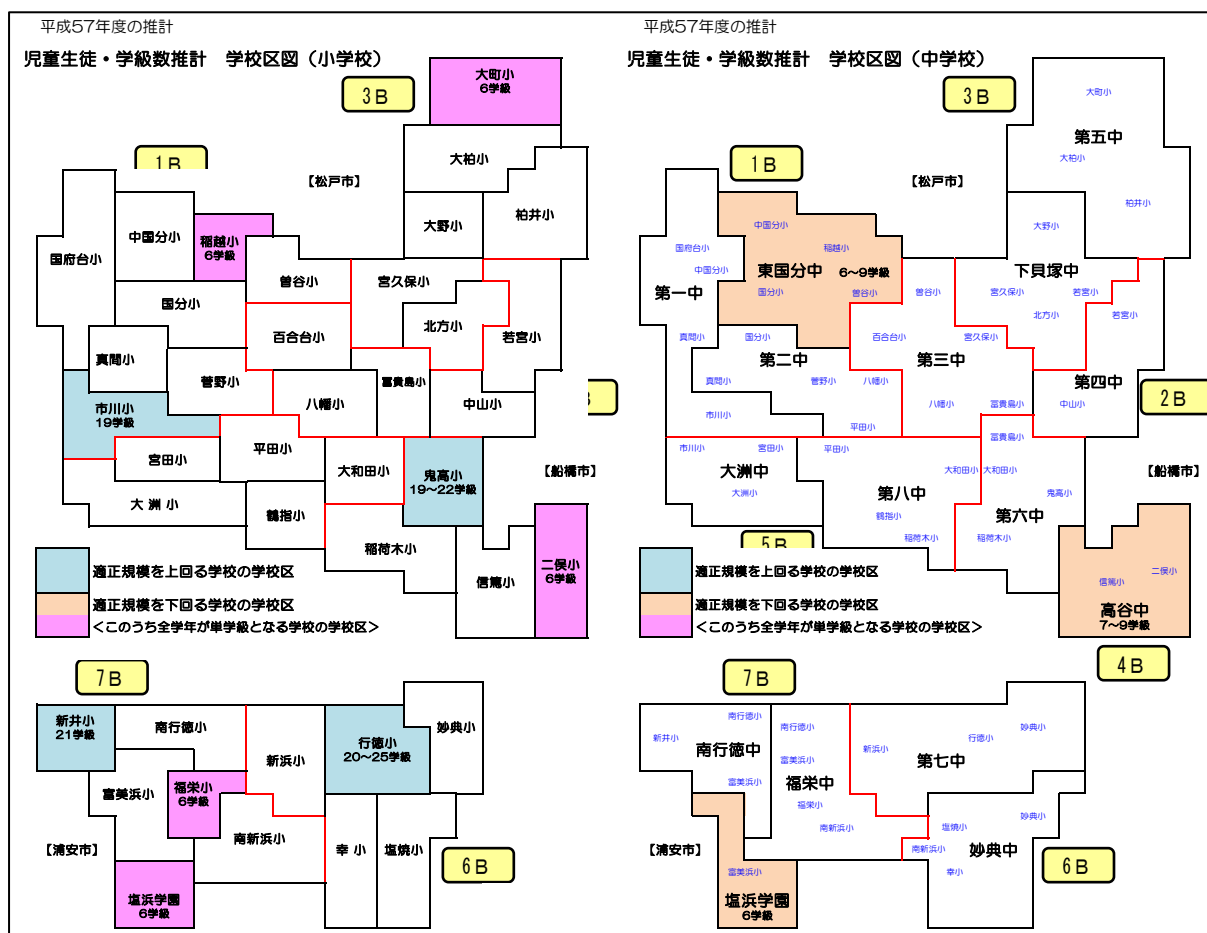 平成57年度の推計
児童生徒・学級数推計　学校区図（小学校）
3B
大町小
6学級
大柏小
1B
【松戸市】
柏井小
中国分小
稲越小
6学級
大野小
国府台小
曽谷小
宮久保小
国分小
北方小
百合台小
若宮小
真間小
菅野小
冨貴島小
市川小
19学級
八幡小
中山小
平田小
宮田小
大和田小
鬼高小
19～22学級
【船橋市】
大洲小
鶴指小
稲荷木小
二俣小
6学級
信篤小
適正規模を上回る学校の学校区
適正規模を下回る学校の学校区
＜このうち全学年が単学級となる学校の学校区＞
7B
新井小
21学級
南行徳小
行徳小
20～25学級
妙典小
新浜小
富美浜小
福栄小
6学級
南新浜小
【浦安市】
幸小
塩焼小
6B
塩浜学園
6学級
平成57年度の推計
児童生徒・学級数推計　学校区図（中学校）
3B
大町小
第五中
大柏小
1B
【松戸市】
柏井小
中国分小
大野小
国府台小
稲越小
中国分小
東国分中
6～9学級
下貝塚中
第一中
国分小
曽谷小
曽谷小
宮久保小
若宮小
北方小
若宮小
真間小
国分小
百合台小
宮久保小
第二中
第三中
真間小
菅野小
八幡小
第四中
2B
市川小
八幡小
冨貴島小
中山小
平田小
冨貴島小
市川小
宮田小
平田小
大洲中
大和田小
大和田小
【船橋市】
大洲小
第八中
鬼高小
鶴指小
第六中
稲荷木小
稲荷木小
5B
二俣小
信篤小
高谷中
7～9学級
適正規模を上回る学校の学校区
適正規模を下回る学校の学校区
＜このうち全学年が単学級となる学校の学校区＞
4B
7B
南行徳小
南行徳小
妙典小
新井小
行徳小
南行徳中
新浜小
第七中
富美浜小
富美浜小
福栄中
福栄小
南新浜小
塩焼小
妙典小
【浦安市】
南新浜小
妙典中
富美浜小
幸小
6B
塩浜学園
6学級